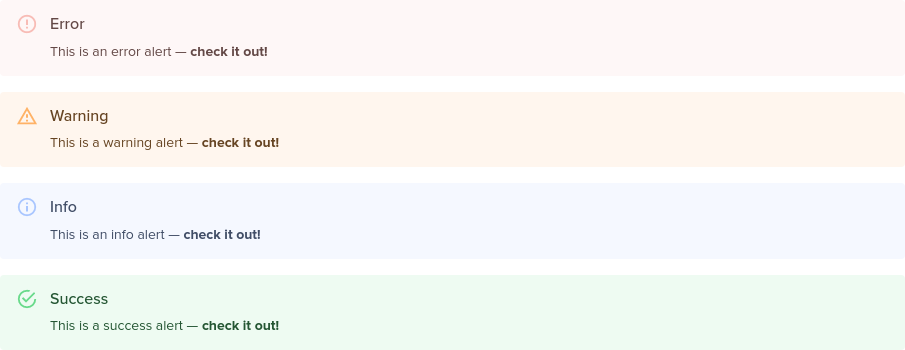 Error
This is an error alert — check it out!
Warning
This is a warning alert — check it out!
Info
This is an info alert — check it out!
Success
This is a success alert — check it out!